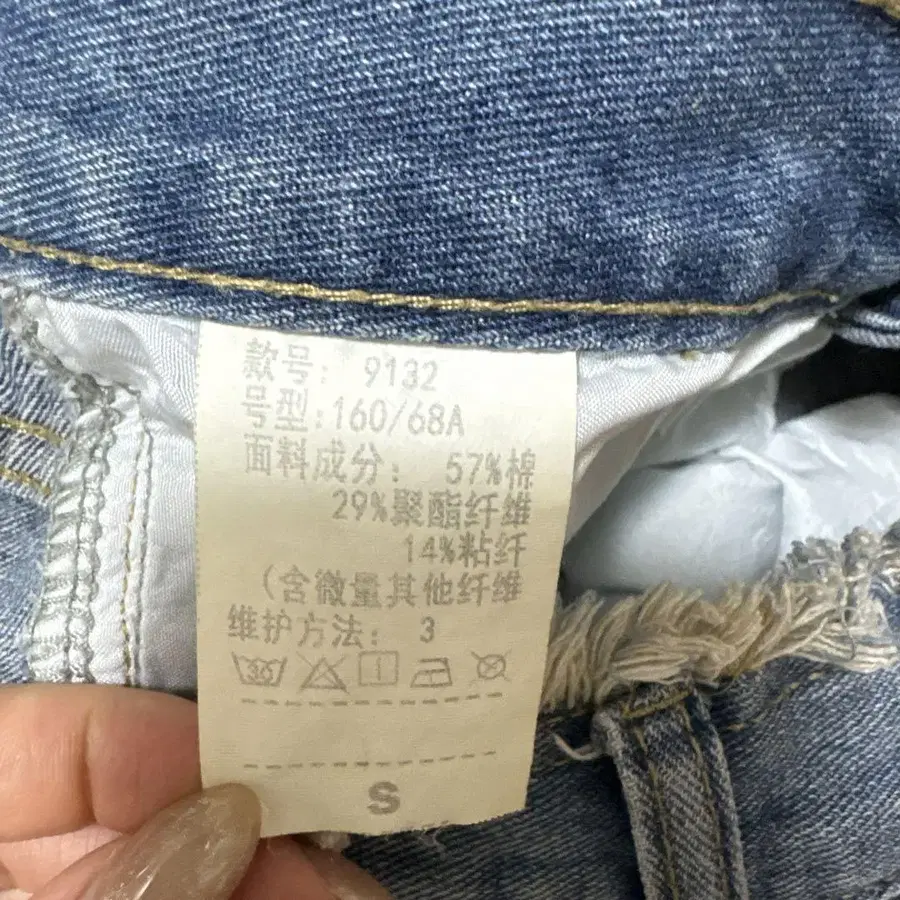 款号: 9132
号型:160/68A
面料成分: 57%棉
29%聚酯纤维
14%粘纤
(含微量其他纤维
维护方法: 3
30
S